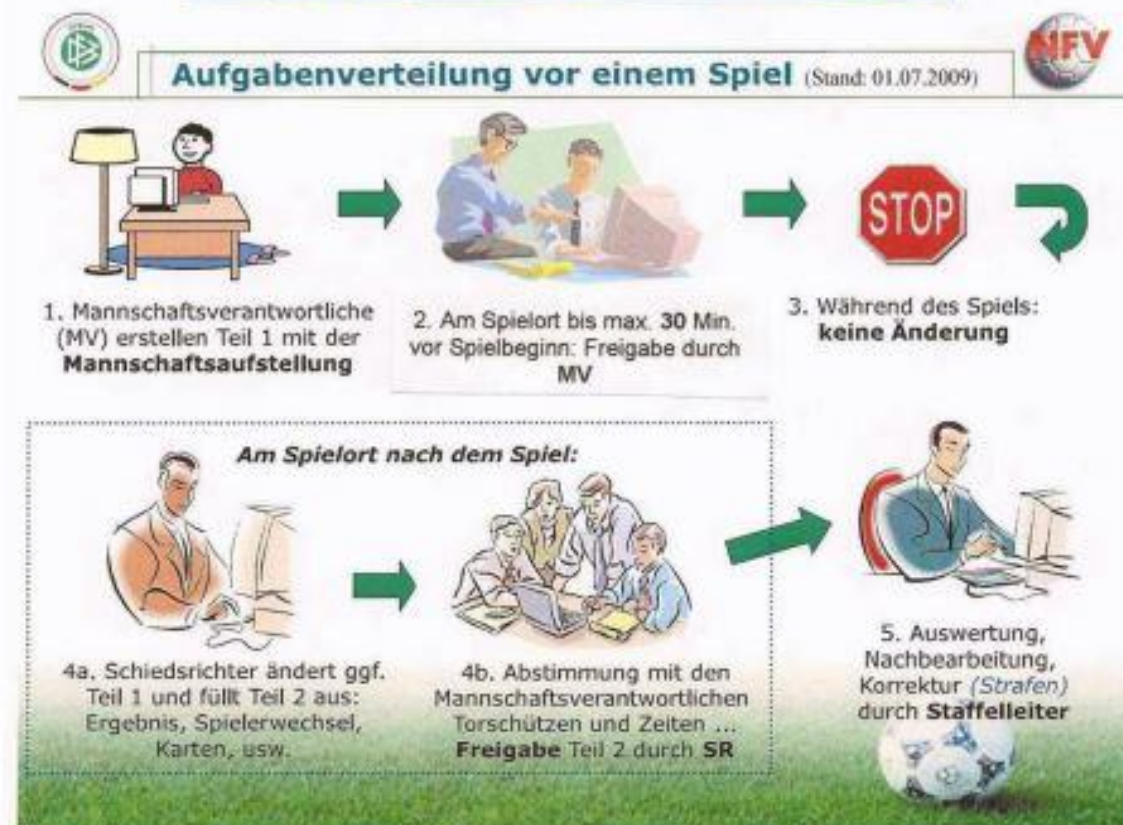 DFB
NFV
Aufgabenverteilung vor einem Spiel (Stand: 01.07.2009)
1. Mannschaftsverantwortliche
(MV) erstellen Teil 1 mit der
Mannschaftsaufstellung
2. Am Spielort bis max. 30 Min.
vor Spielbeginn: Freigabe durch
MV
STOP
3. Während des Spiels:
keine Änderung
Am Spielort nach dem Spiel:
4a. Schiedsrichter ändert ggf.
Teil 1 und füllt Teil 2 aus:
Ergebnis, Spielerwechsel,
Karten, usw.
4b. Abstimmung mit den
Mannschaftsverantwortlichen
Torschützen und Zeiten ...
Freigabe Teil 2 durch SR
5. Auswertung,
Nachbearbeitung,
Korrektur (Strafen)
durch Staffelleiter